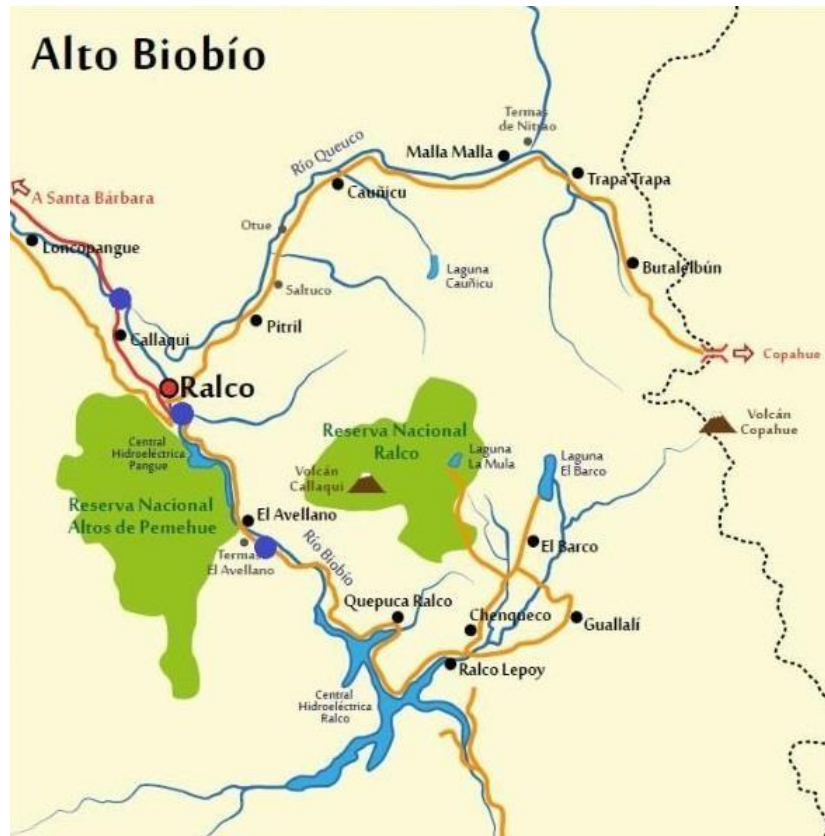 Alto Biobío
Termas
de Nitrao
Río Queuco
Malla Malla
Trapa Trapa
Cauñicu
A Santa Bárbara
Otue
Loncopangue
Laguna
Cauñicu
Butalelbún
Saltuco
Pitril
Callaqui
Copahue
Ralco
Volcán
Copahue
Reserva Nacional
Ralco
Central
Hidroeléctrica
Pangue
Laguna
La Mula
Laguna
El Barco
Volcán
Callaqui
Reserva Nacional
Altos de Pemehue
El Avellano
Río Biobío
Termas
El Avellano
El Barco
Quepuca Ralco
Chenqueco
Guallalí
Ralco Lepoy
Central
Hidroeléctrica
Ralco